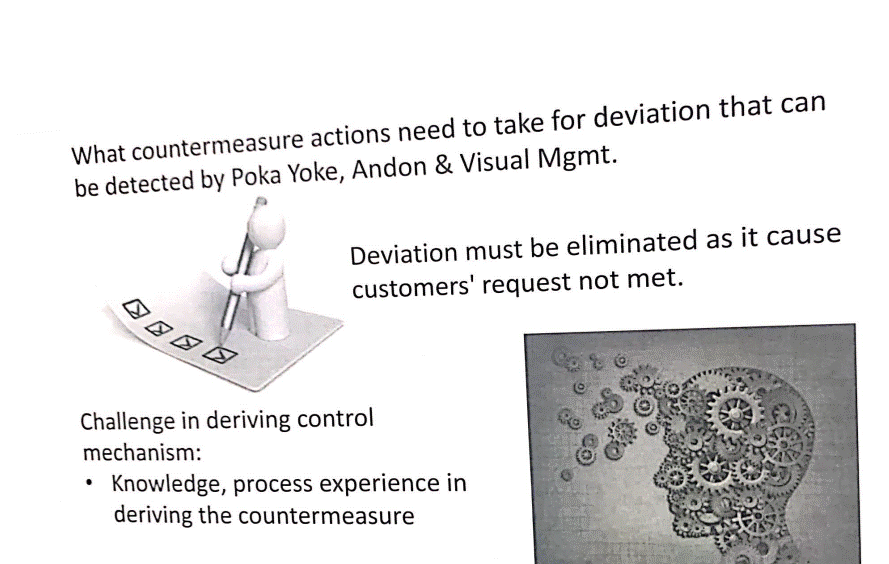 What countermeasure actions need to take for deviation that can
be detected by Poka Yoke, Andon & Visual Mgmt.
Deviation must be eliminated as it cause
customers' request not met.
Challenge in deriving control
mechanism:
• Knowledge, process experience in
deriving the countermeasure